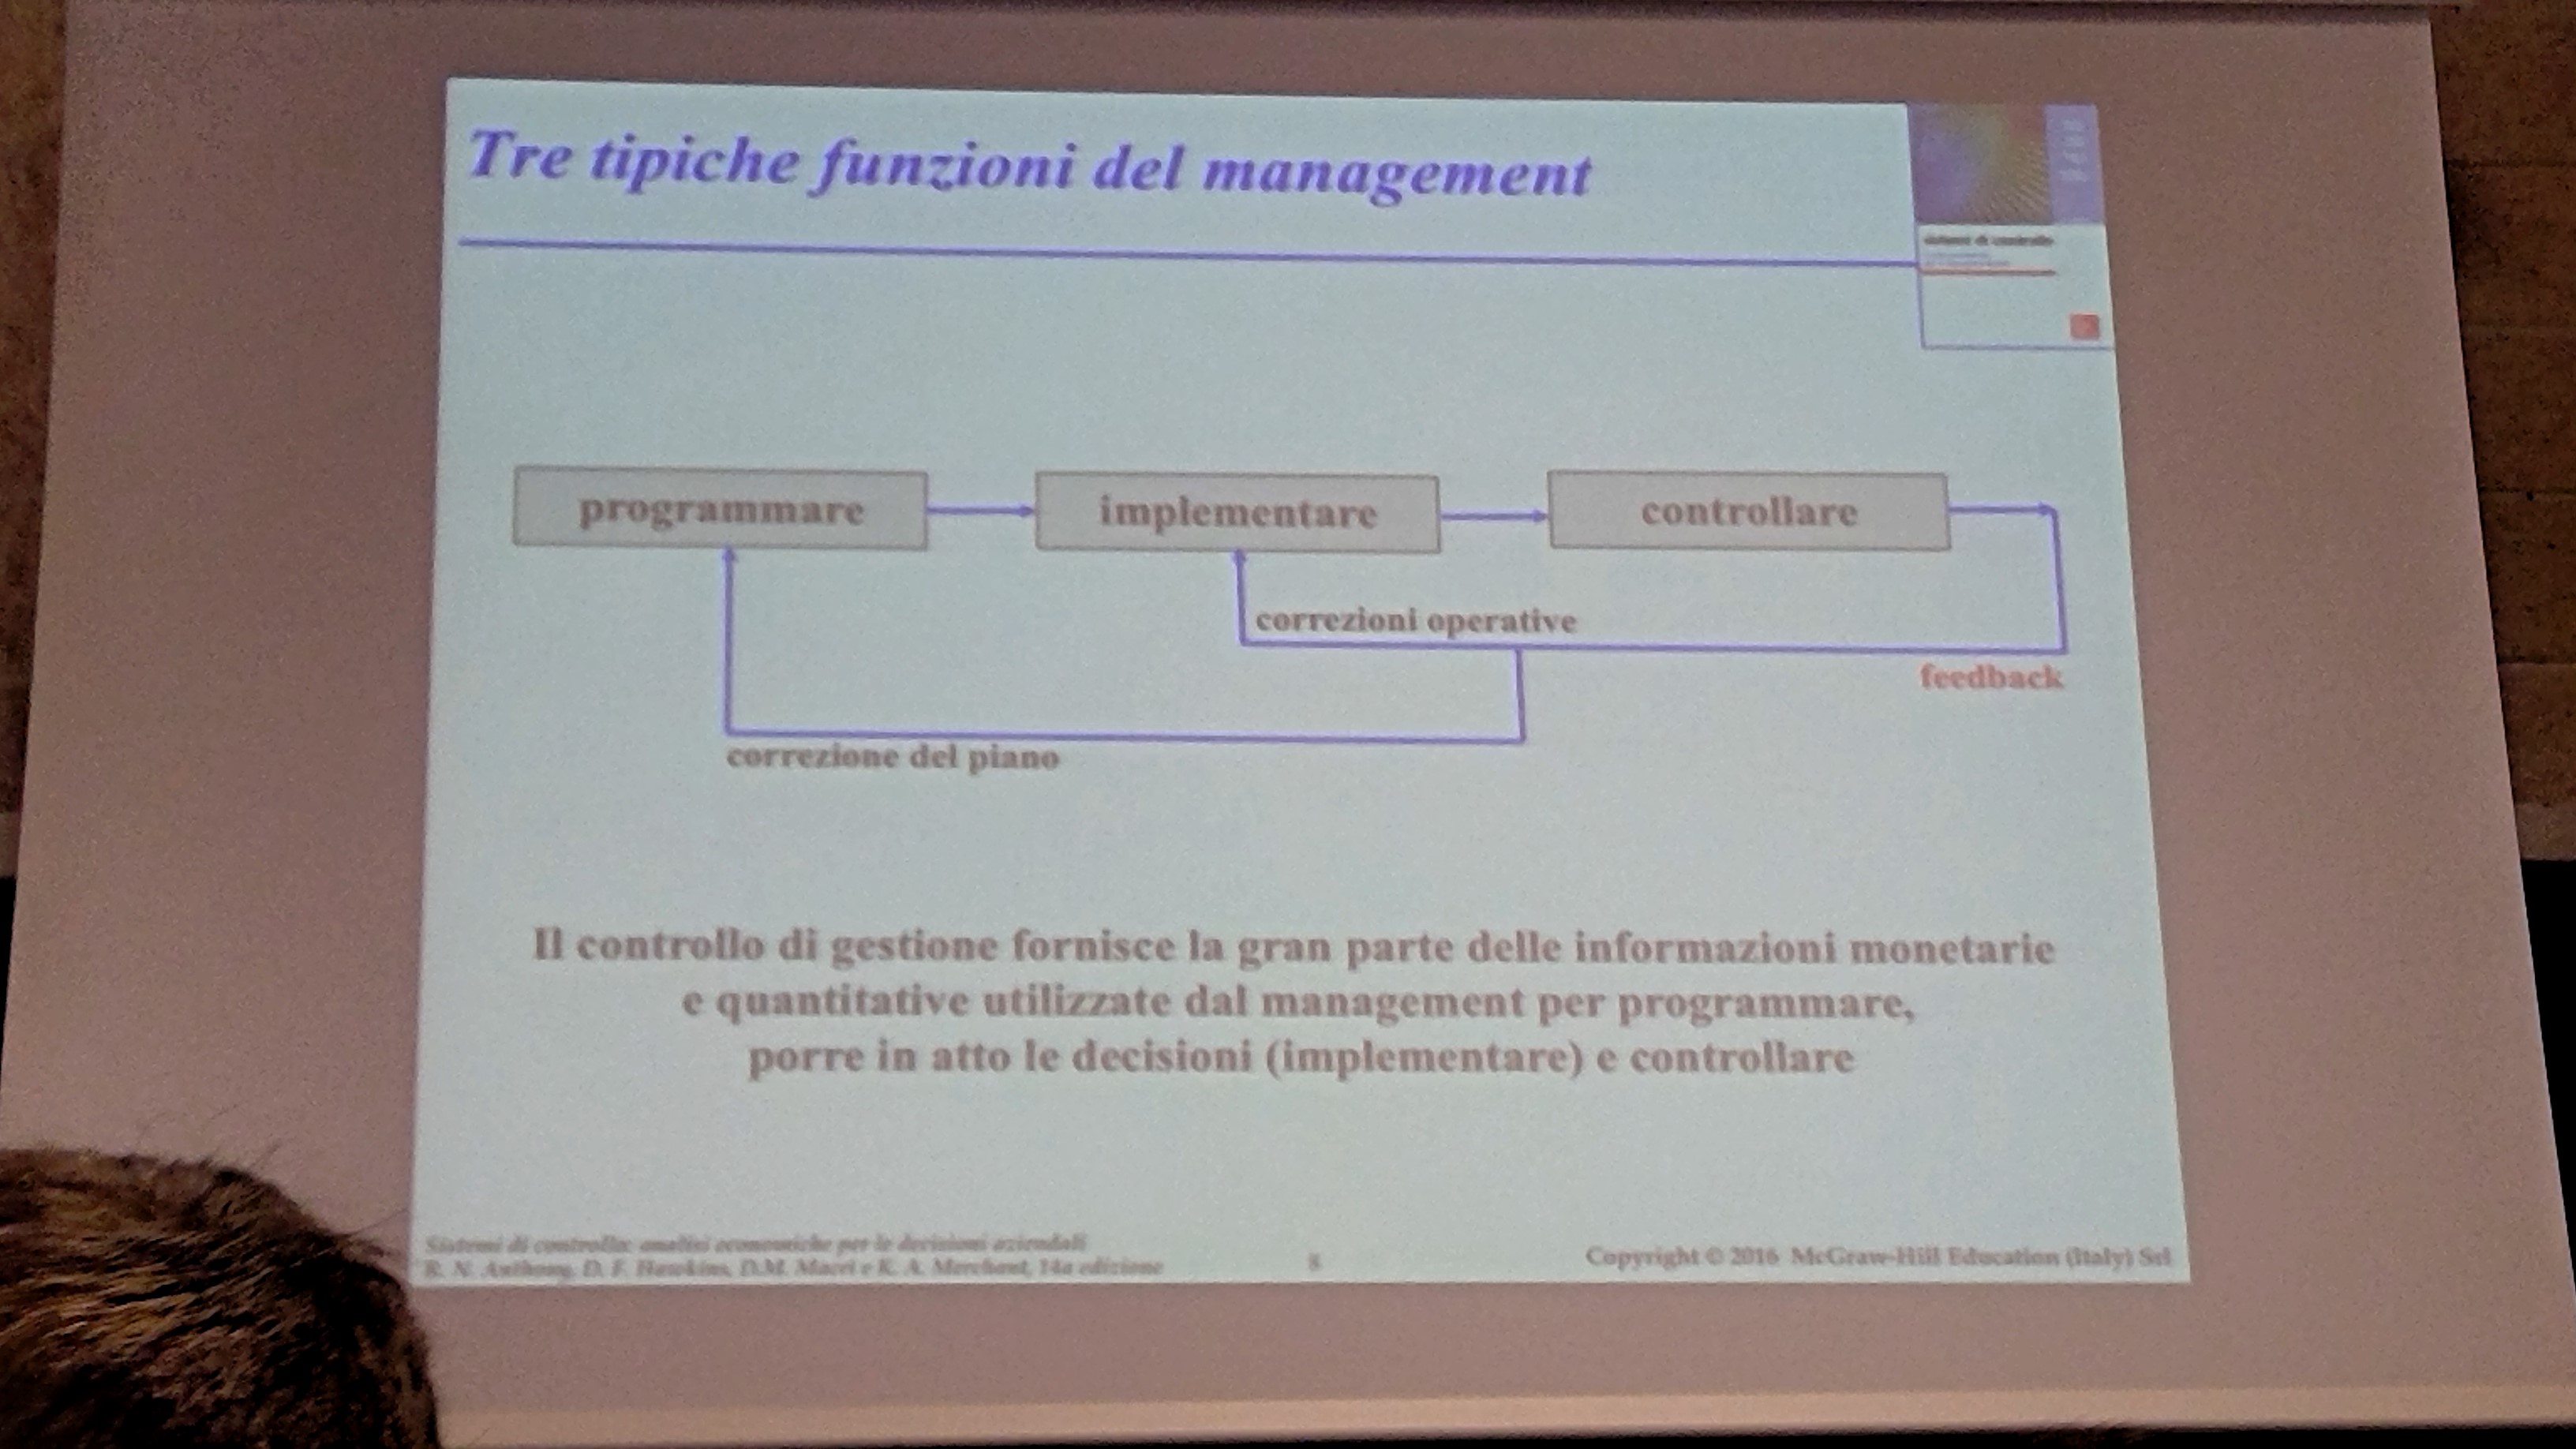 Tre tipiche funzioni del management
sistemi di controllo
programmare
implementare
controllare
correzioni operative
feedback
correzione del piano
Il controllo di gestione fornisce la gran parte delle informazioni monetarie
e quantitative utilizzate dal management per programmare,
porre in atto le decisioni (implementare) e controllare
Sistemi di controllo: analisi economiche per le decisioni aziendali
R. N. Anthony, D. F. Hawkins, D.M. Macrì e K. A. Merchant, 14a edizione
8
Copyright © 2016 McGraw-Hill Education (Italy) Srl